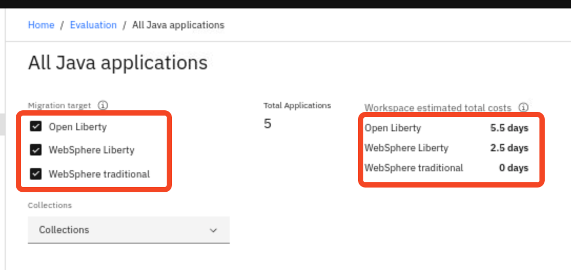 Home / Evaluation / All Java applications
All Java applications
Migration target
Open Liberty
WebSphere Liberty
WebSphere traditional
Total Applications
5
Workspace estimated total costs
Open Liberty 5.5 days
WebSphere Liberty 2.5 days
WebSphere traditional 0 days
Collections
Collections